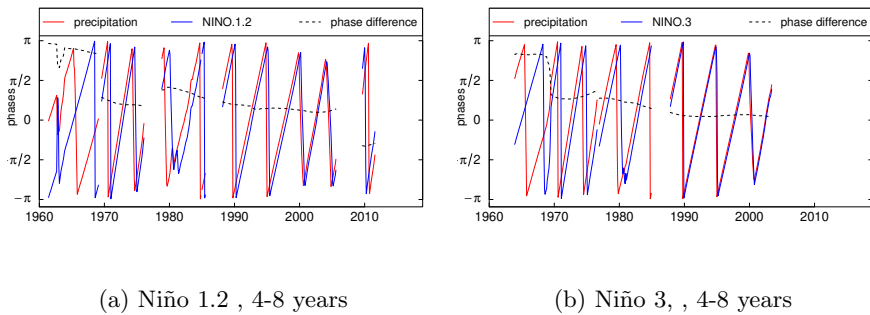 precipitation NINO.1.2 phase difference
phases
π
π/2
0
-π/2
-π
1960 1970 1980 1990 2000 2010
(a) Niño 1.2 , 4-8 years
precipitation NINO.3 phase difference
phases
π
π/2
0
-π/2
-π
1960 1970 1980 1990 2000 2010
(b) Niño 3, , 4-8 years